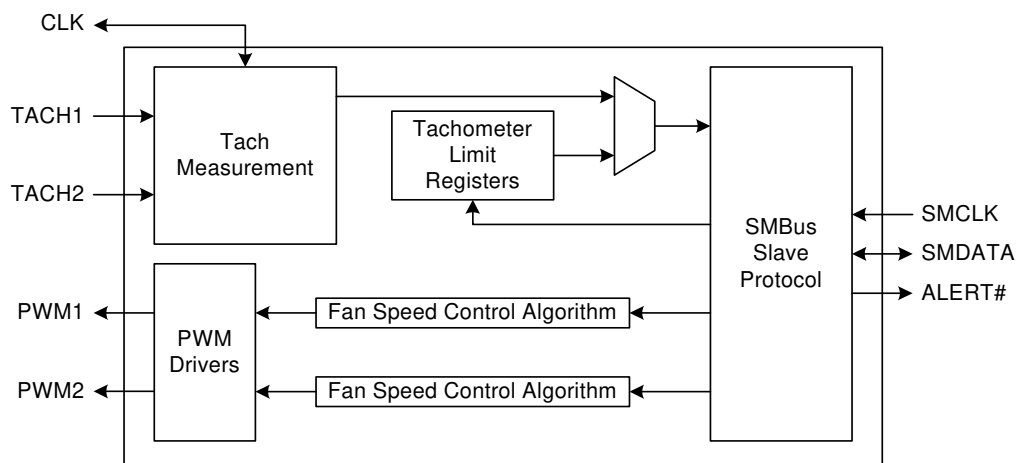 CLK
TACH1
TACH2
Tach
Measurement
Tachometer
Limit
Registers
SMBus
Slave
Protocol
SMCLK
SMDATA
ALERT#
PWM1
PWM2
PWM
Drivers
Fan Speed Control Algorithm
Fan Speed Control Algorithm